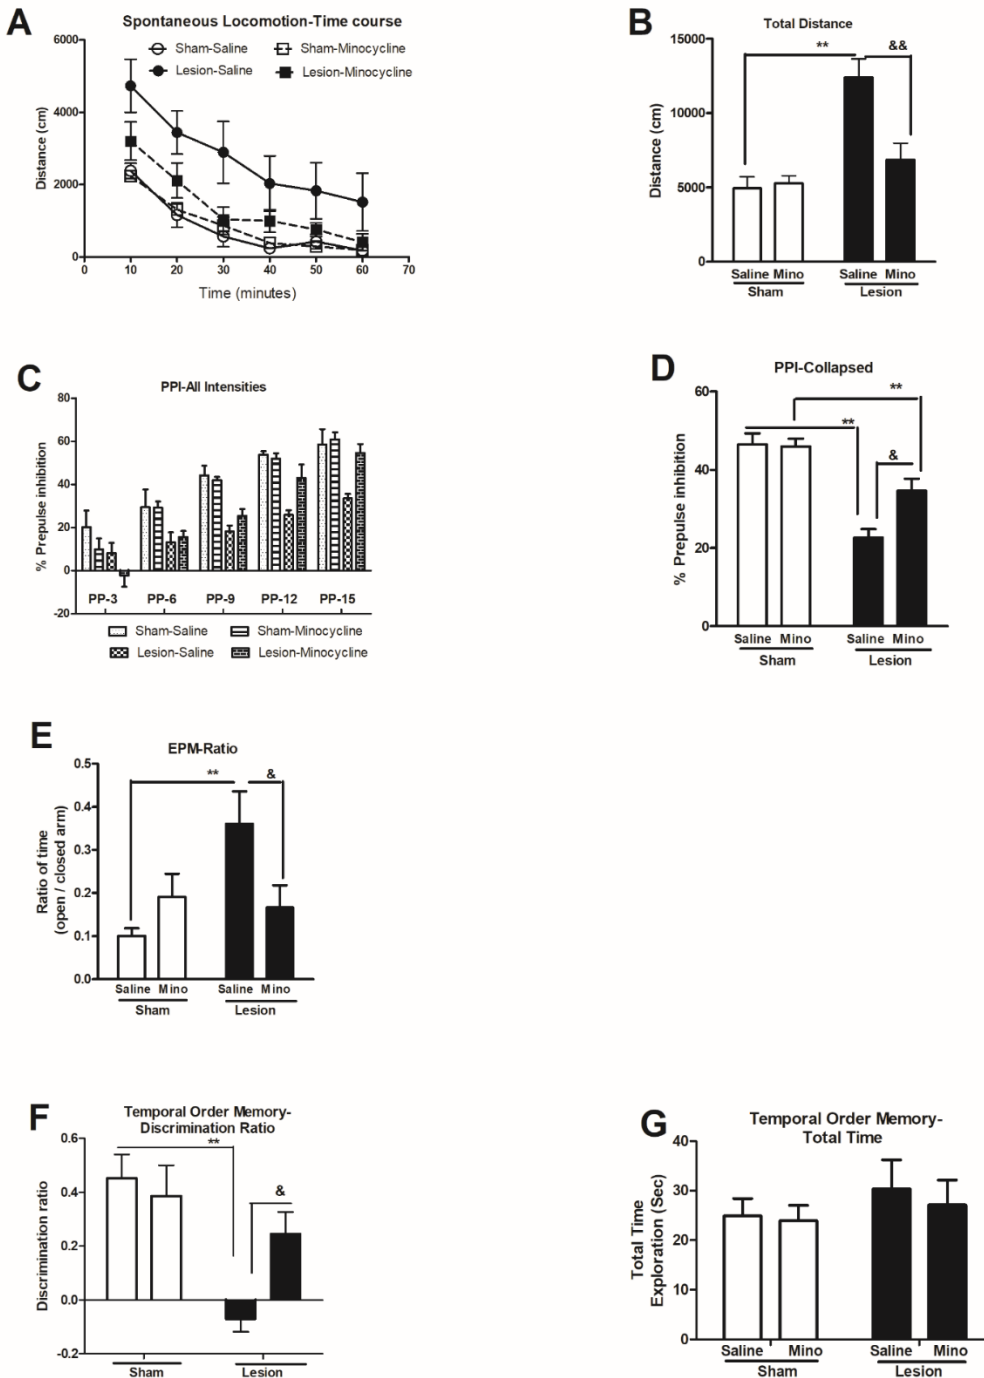 A
Spontaneous Locomotion-Time course
Sham-Saline
Sham-Minocycline
Lesion-Saline
Lesion-Minocycline
6000
4000
2000
0
Distance (cm)
0 10 20 30 40 50 60 70
Time (minutes)
B
Total Distance
15000
10000
5000
0
Distance (cm)
** &&
Saline Mino Saline Mino
Sham Lesion
C
PPI-All Intensities
80
60
40
20
0
-20
% Prepulse inhibition
PP-3 PP-6 PP-9 PP-12 PP-15
Sham-Saline
Sham-Minocycline
Lesion-Saline
Lesion-Minocycline
D
PPI-Collapsed
60
40
20
0
% Prepulse inhibition
**
**
&
Saline Mino Saline Mino
Sham Lesion
E
EPM-Ratio
0.5
0.4
0.3
0.2
0.1
0.0
Ratio of time
(open / closed arm)
** &
Saline Mino Saline Mino
Sham Lesion
F
Temporal Order Memory-
Discrimination Ratio
0.6
0.4
0.2
0.0
-0.2
Discrimination ratio
**
&
Sham Lesion
G
Temporal Order Memory-
Total Time
40
30
20
10
0
Total Time
Exploration (Sec)
Saline Mino Saline Mino
Sham Lesion